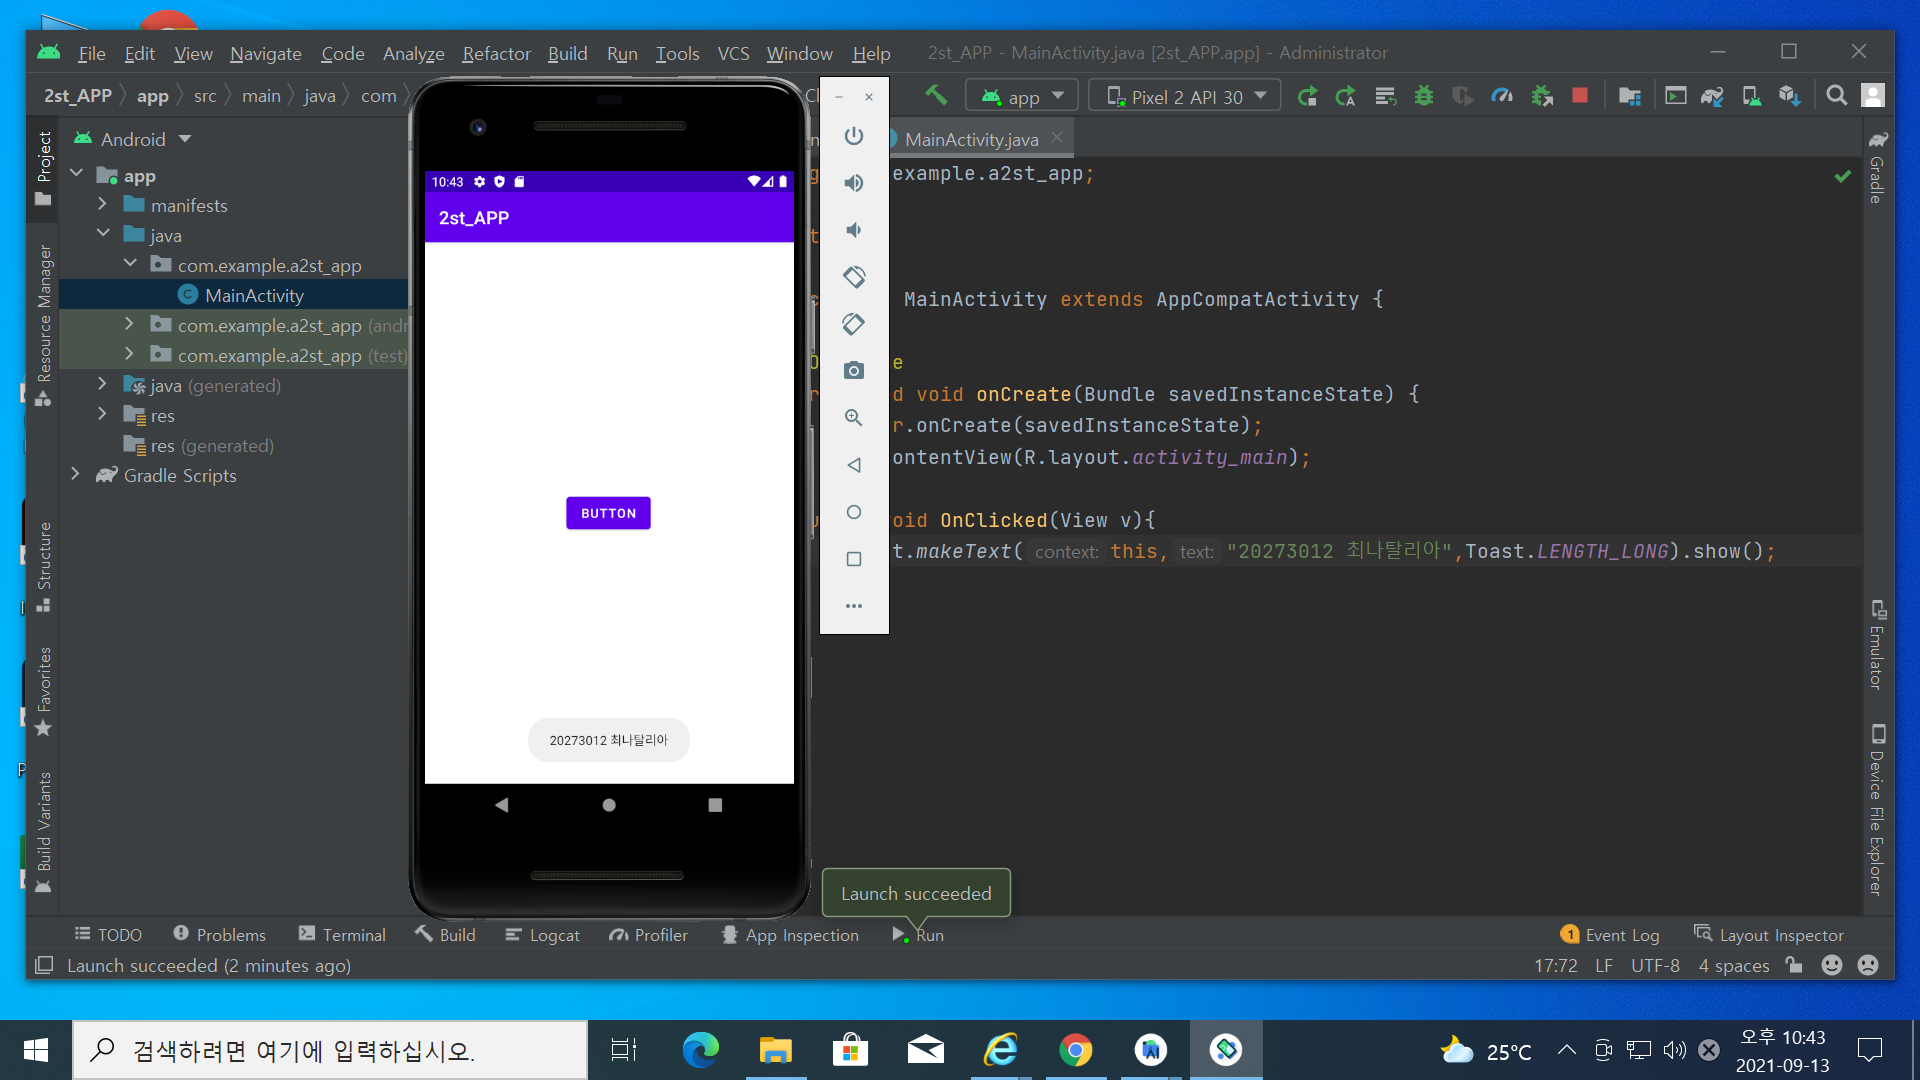 File Edit View Navigate Code Analyze Refactor Build Run Tools VCS Window Help 2st_APP - MainActivity.java [2st_APP.app] - Administrator
2st_APP app src main java com
app Pixel 2 API 30
Android
MainActivity.java
Project
Resource Manager
Structure
Favorites
Build Variants
app
manifests
java
com.example.a2st_app
MainActivity
com.example.a2st_app (andr
com.example.a2st_app (test)
java (generated)
res
res (generated)
Gradle Scripts
10:43
2st_APP
BUTTON
20273012 최나탈리아
example.a2st_app;
MainActivity extends AppCompatActivity {
e
d void onCreate(Bundle savedInstanceState) {
r.onCreate(savedInstanceState);
ontentView(R.layout.activity_main);
oid OnClicked(View v){
t.makeText( context: this, text: "20273012 최나탈리아",Toast.LENGTH_LONG).show();
Gradle
Emulator
Device File Explorer
Launch succeeded
TODO Problems Terminal Build Logcat Profiler App Inspection Run 1 Event Log Layout Inspector
Launch succeeded (2 minutes ago) 17:72 LF UTF-8 4 spaces
검색하려면 여기에 입력하십시오.
25°C
오후 10:43
2021-09-13